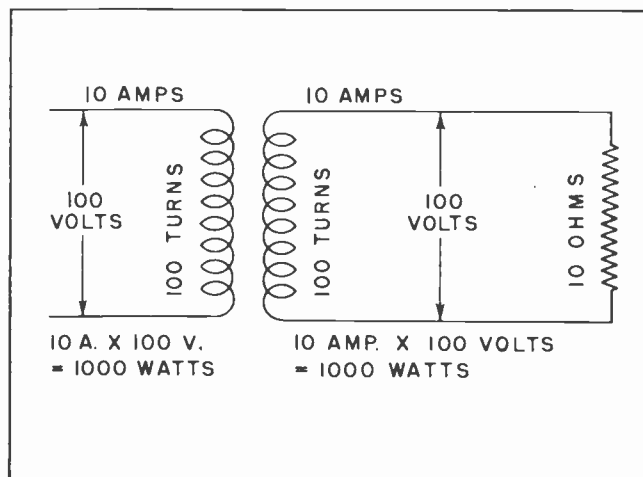 10 AMPS
10 AMPS
100
VOLTS
100 TURNS
100 TURNS
100
VOLTS
10 OHMS
10 A. X 100 V.
= 1000 WATTS
10 AMP. X 100 VOLTS
= 1000 WATTS